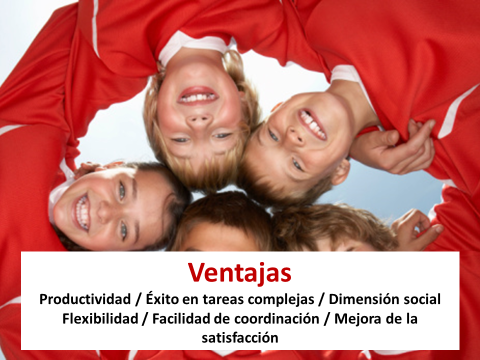 Ventajas
Productividad / Éxito en tareas complejas / Dimensión social
Flexibilidad / Facilidad de coordinación / Mejora de la
satisfacción